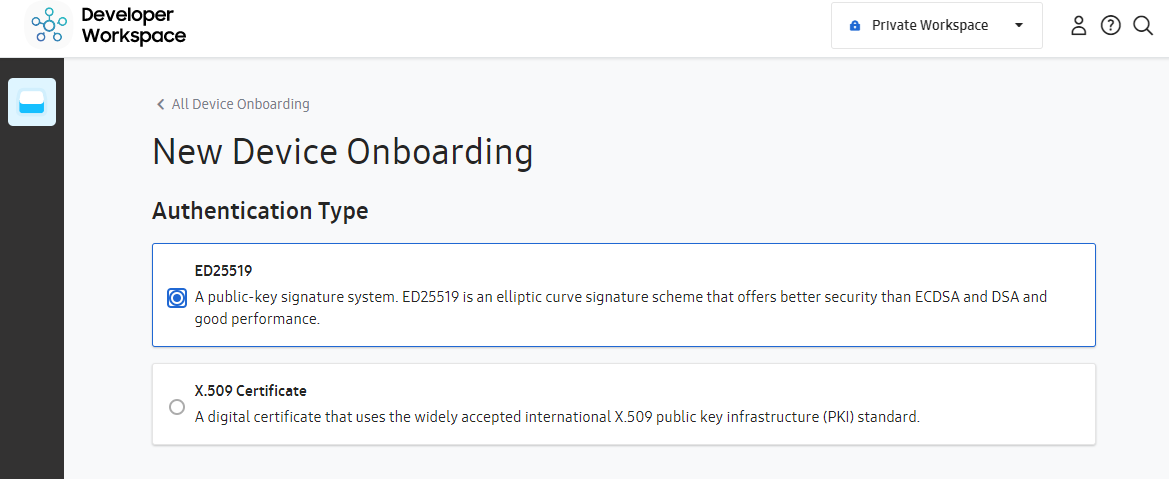 Developer
Workspace
Private Workspace
All Device Onboarding
New Device Onboarding
Authentication Type
ED25519
A public-key signature system. ED25519 is an elliptic curve signature scheme that offers better security than ECDSA and DSA and
good performance.
X.509 Certificate
A digital certificate that uses the widely accepted international X.509 public key infrastructure (PKI) standard.